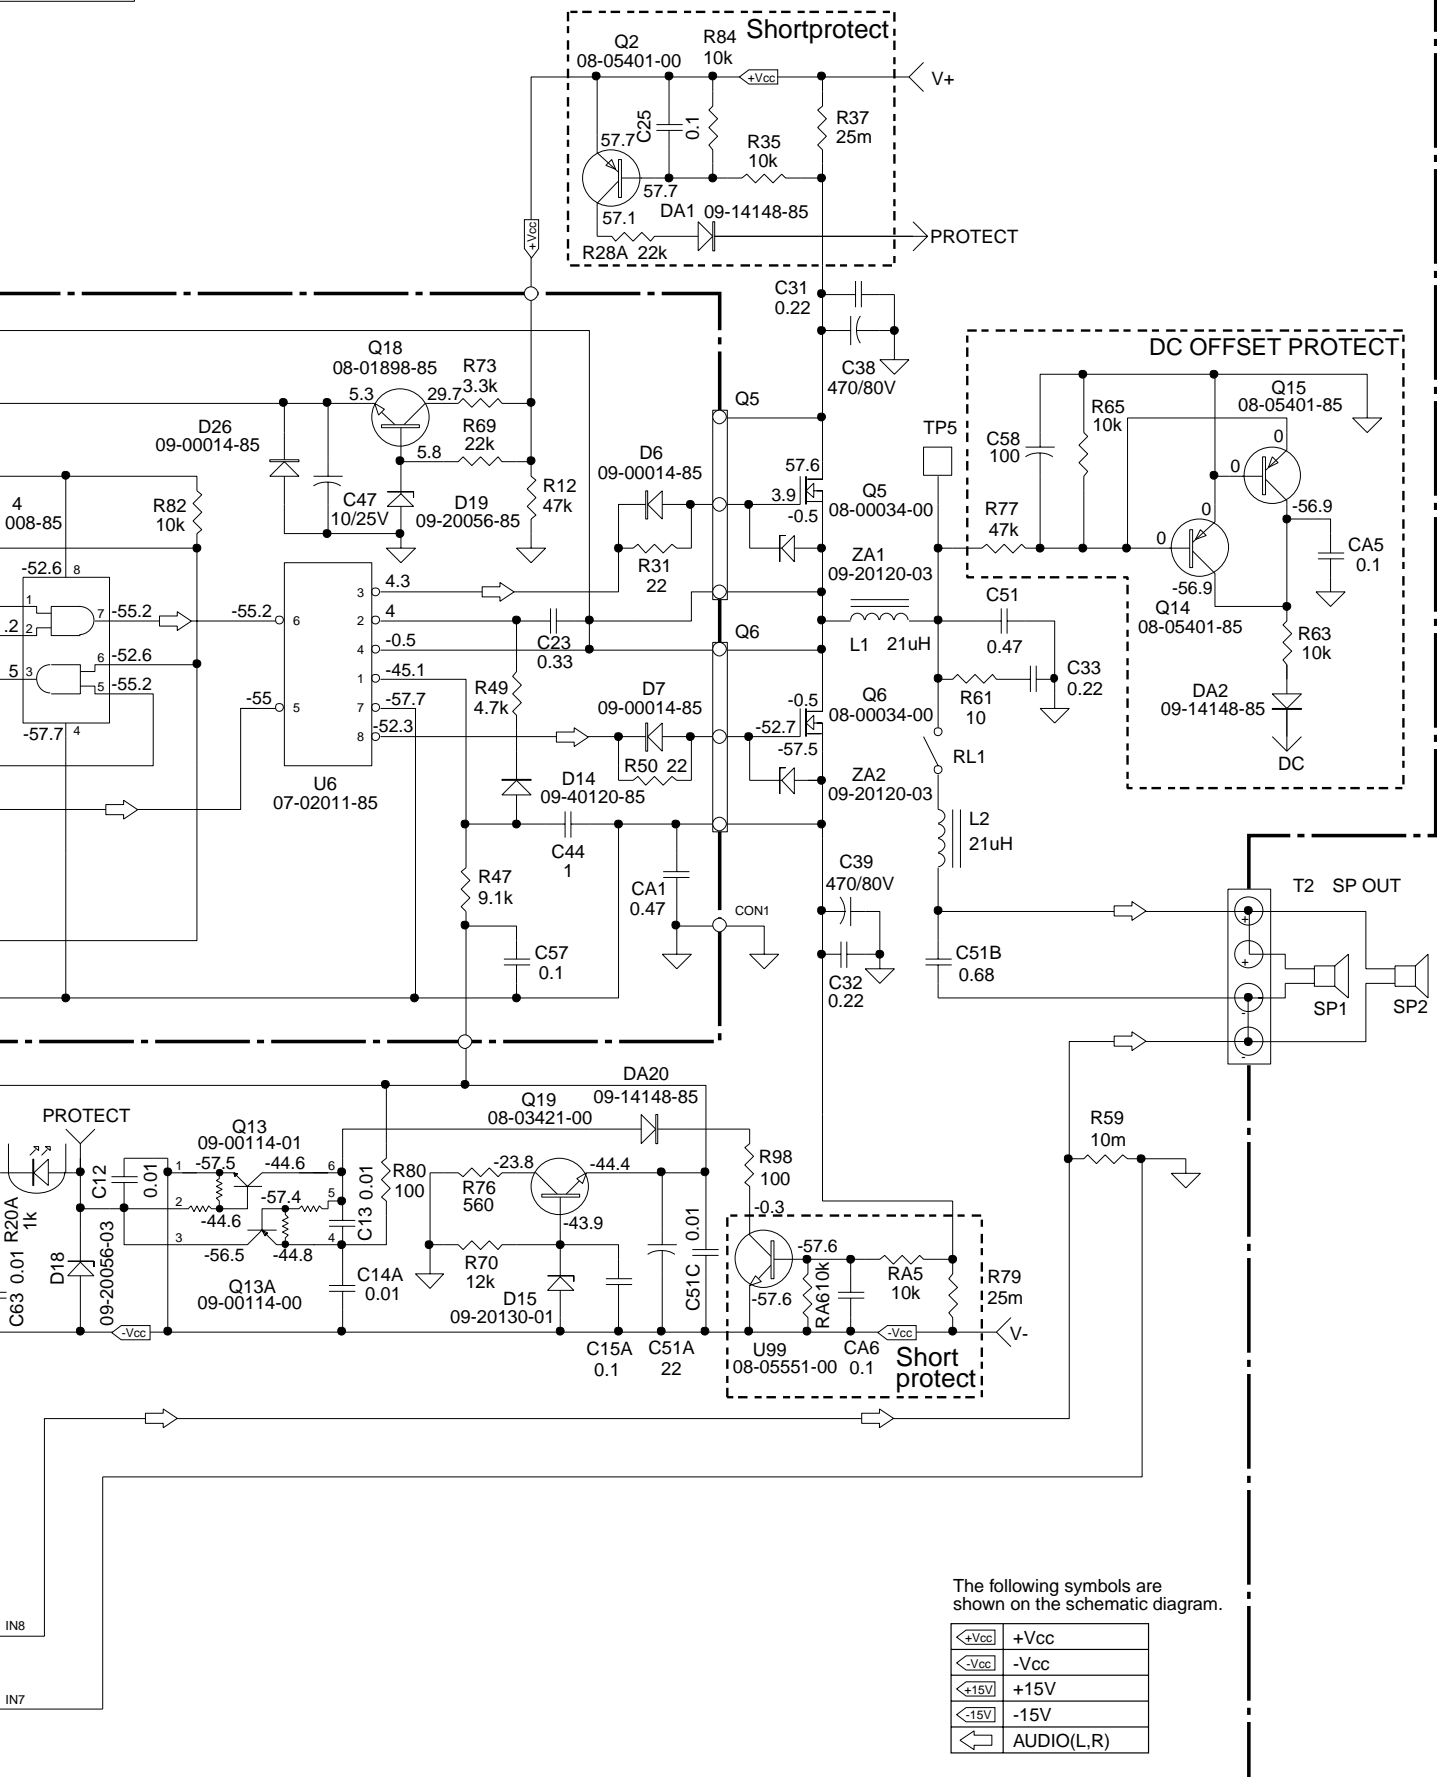 Shortprotect
Q2
08-05401-00
R84
10k
+Vcc
V+
C25
0.1
R37
25m
57.7
R35
10k
57.7
57.1
DA1 09-14148-85
R28A 22k
PROTECT
+Vcc
C31
0.22
C38
470/80V
DC OFFSET PROTECT
Q18
08-01898-85
R73
3.3k
5.3
29.7
D26
09-00014-85
R69
22k
5.8
C47
10/25V
D19
09-20056-85
R12
47k
Q5
D6
09-00014-85
R31
22
57.6
3.9
-0.5
Q5
08-00034-00
ZA1
09-20120-03
TP5
C58
100
R65
10k
Q15
08-05401-85
0
0
-56.9
R77
47k
0
-56.9
Q14
08-05401-85
CA5
0.1
R63
10k
DA2
09-14148-85
DC
4
008-85
R82
10k
-52.6
8
1
.2
2
7
-55.2
5
3
6
5
-52.6
-55.2
-57.7
4
-55.2
6
-55
5
3
2
4
1
7
8
4.3
4
-0.5
-45.1
-57.7
-52.3
U6
07-02011-85
C23
0.33
R49
4.7k
Q6
D7
09-00014-85
R50 22
D14
09-40120-85
-0.5
-52.7
-57.5
Q6
08-00034-00
ZA2
09-20120-03
L1 21uH
C51
0.47
R61
10
C33
0.22
RL1
L2
21uH
C44
1
R47
9.1k
CA1
0.47
C39
470/80V
CON1
C57
0.1
C32
0.22
C51B
0.68
T2 SP OUT
+
+
-
-
SP1
SP2
PROTECT
R20A
1k
C63 0.01
D18
09-20056-03
C12
0.01
Q13
09-00114-01
1
-57.5
-44.6
6
2
-57.4
5
-44.6
3
-56.5
-44.8
4
Q13A
09-00114-00
C13 0.01
C14A
0.01
R80
100
Q19
08-03421-00
-23.8
-44.4
R76
560
-43.9
R70
12k
D15
09-20130-01
DA20
09-14148-85
R98
100
-0.3
C51C 0.01
C15A
0.1
C51A
22
-57.6
-57.6
RA6
10k
RA5
10k
R79
25m
U99
08-05551-00
CA6
0.1
-Vcc
-Vcc
V-
Short
protect
R59
10m
IN8
IN7
The following symbols are
shown on the schematic diagram.
+Vcc +Vcc
-Vcc -Vcc
+15V +15V
-15V -15V
AUDIO(L,R)